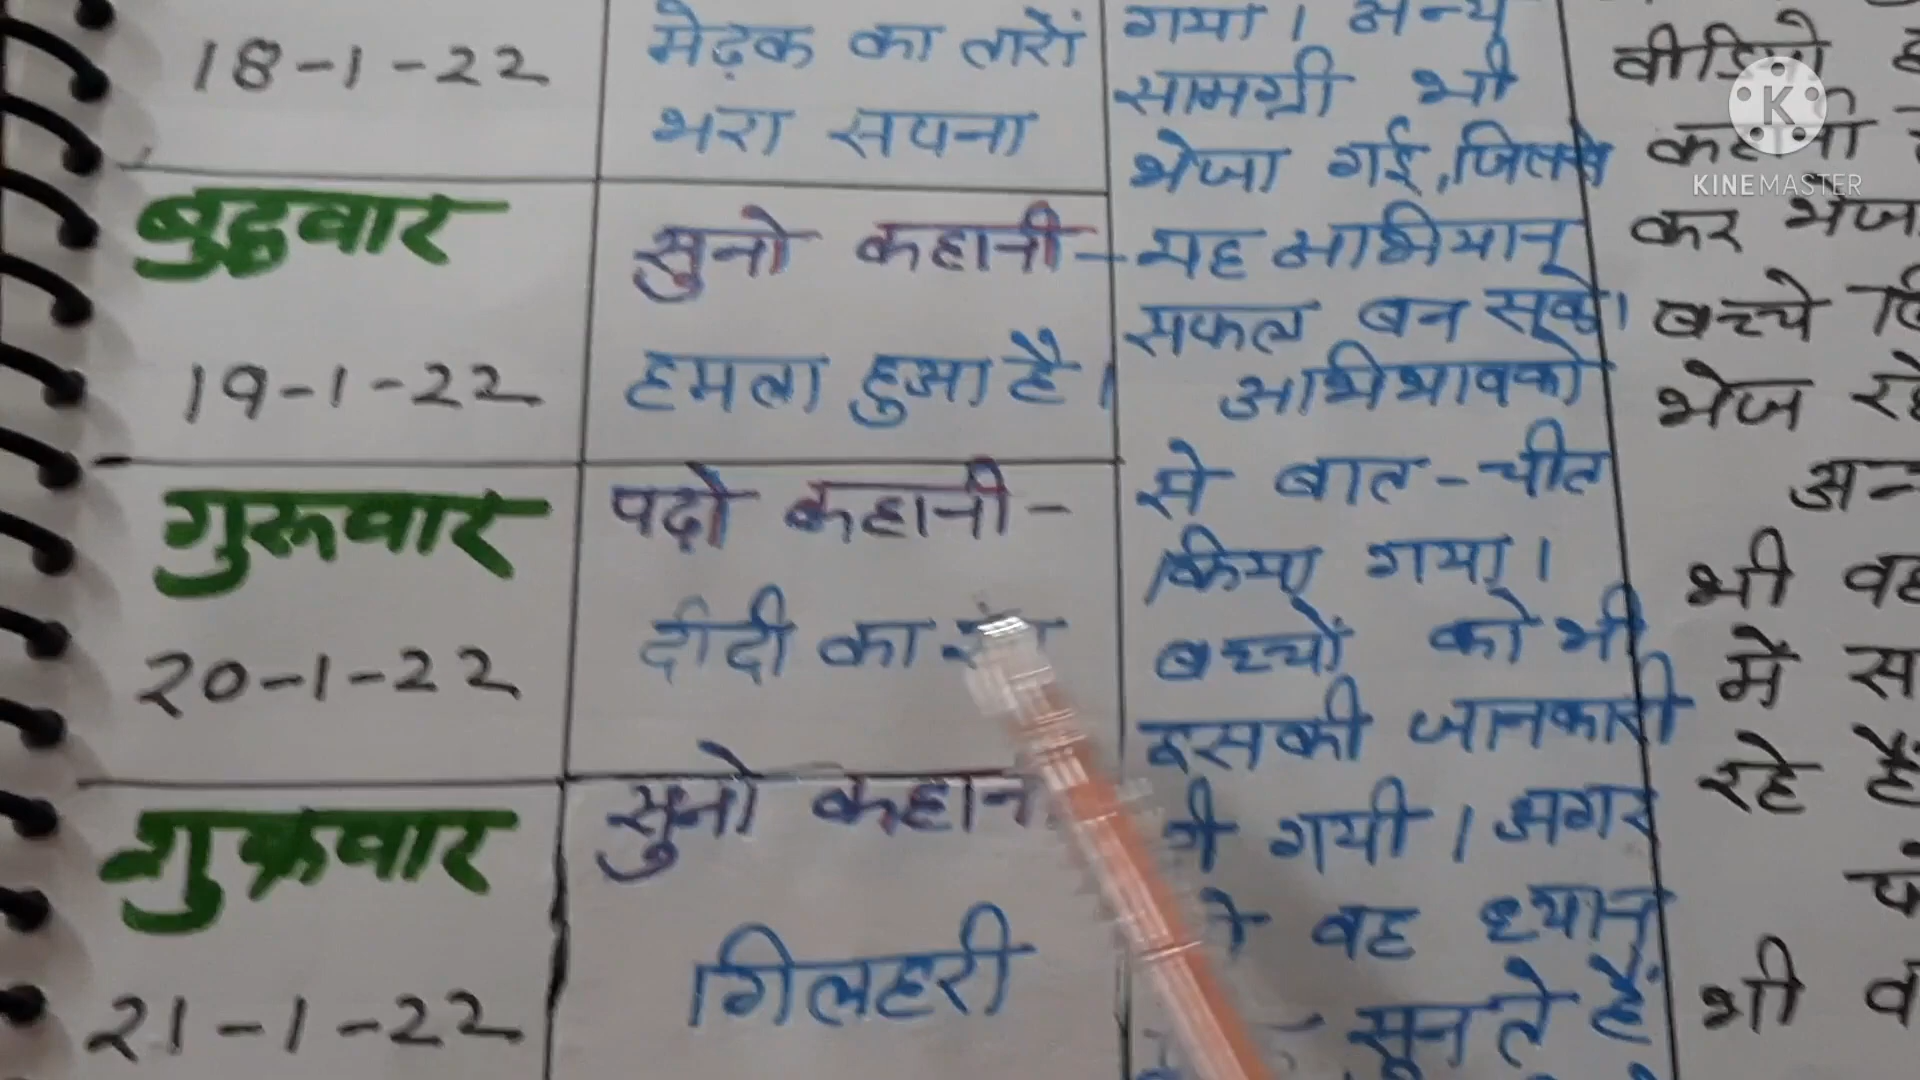 18-1-22
मेढ़क का तारों
भरा सपना
बुद्धवार
19-1-22
सुनो कहानी-
हमला हुआ है।
गुरूवार
20-1-22
पढ़ो कहानी-
दीदी का
शुक्रवार
21-1-22
सुनो
गिलहरी
गया। अन्य
सामग्री भी
भेजा गई, जिससे
यह अभियान
सफल बन सके।
अभिभावको
से बात-चीत
किया गया।
बच्चों को भी
इसकी जानकारी
गयी। अगर
वह ध्यान
सुनते हैं
वीडियो
कहानी
कर
बच्चे
भेज
भी
में
रहे
भी
KINEMASTER